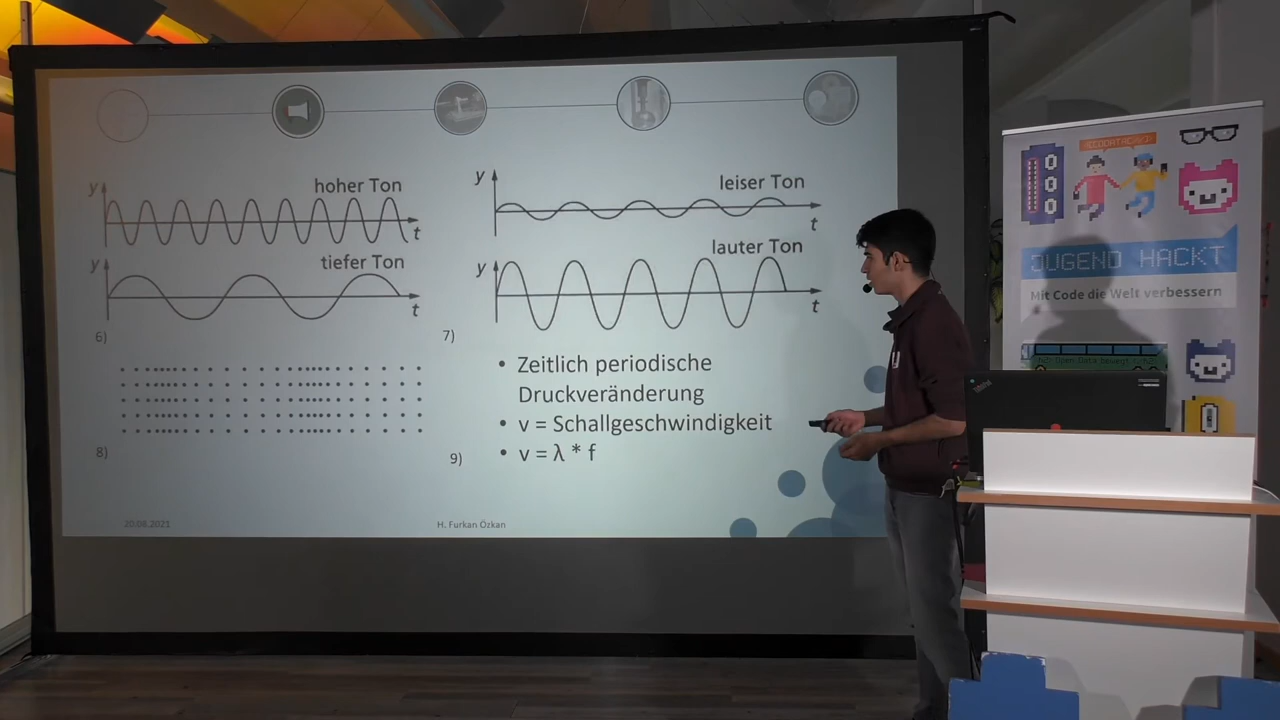 y
hoher Ton
t
y
tiefer Ton
t
6)
y
leiser Ton
t
lauter Ton
y
t
7)
8)
• Zeitlich periodische
Druckveränderung
• v = Schallgeschwindigkeit
• v = λ * f
9)
20.08.2021
H. Furkan Özkan
JUGEND HACKT
Mit Code die Welt verbessern